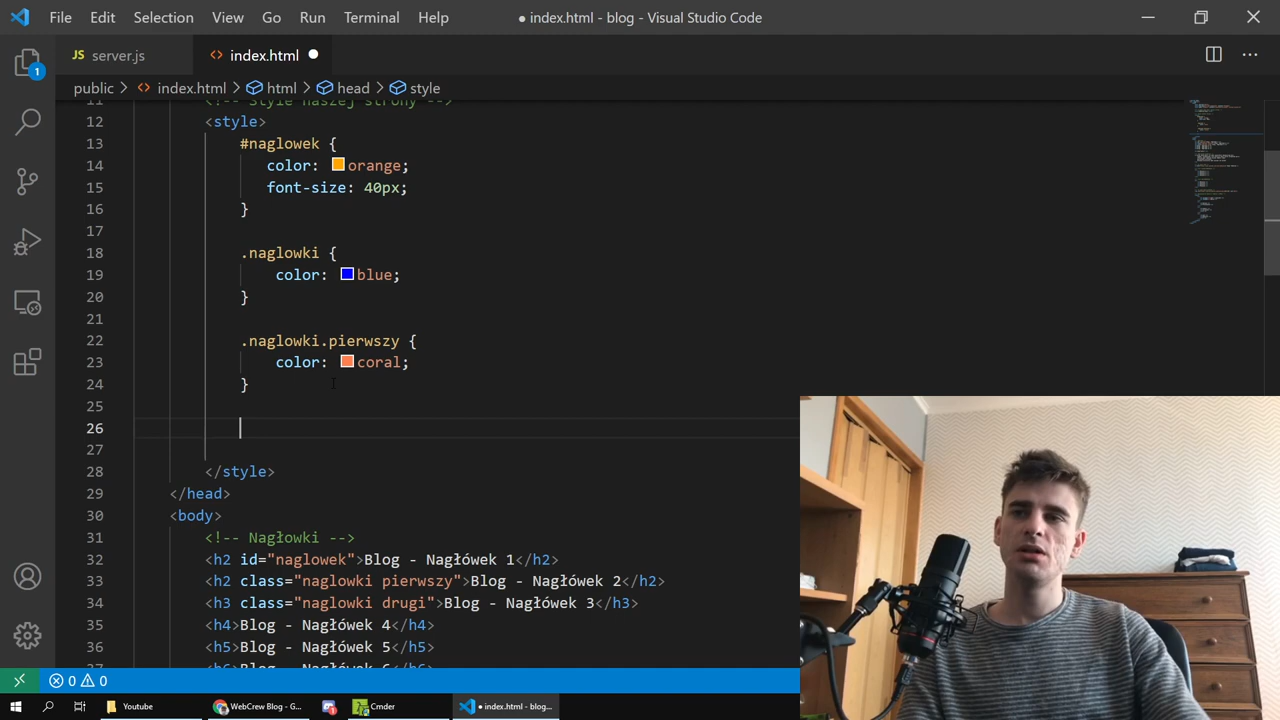 File Edit Selection View Go Run Terminal Help ● index.html - blog - Visual Studio Code
JS server.js <> index.html
public > <> index.html > html > head > style
11 <!-- Style naszej strony -->
12 <style>
13 #naglowek {
14 color: orange;
15 font-size: 40px;
16 }
17
18 .naglowki {
19 color: blue;
20 }
21
22 .naglowki.pierwszy {
23 color: coral;
24 }
25
26
27
28 </style>
29 </head>
30 <body>
31 <!-- Nagłowki -->
32 <h2 id="naglowek">Blog - Nagłówek 1</h2>
33 <h2 class="naglowki pierwszy">Blog - Nagłówek 2</h2>
34 <h3 class="naglowki drugi">Blog - Nagłówek 3</h3>
35 <h4>Blog - Nagłówek 4</h4>
36 <h5>Blog - Nagłówek 5</h5>
37 <h6>Blog - Nagłówek 6</h6>
1
0 0
Youtube WebCrew Blog - G... 1 Cmder ● index.html - blog...